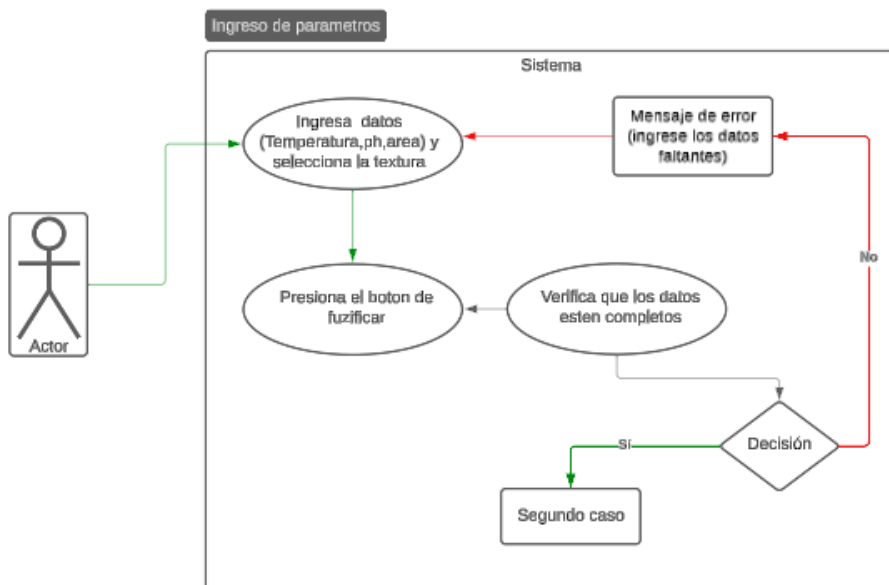 Ingreso de parametros
Sistema
Ingresa datos
(Temperatura,ph,area) y
selecciona la textura
Mensaje de error
(ingrese los datos
faltantes)
No
Actor
Presiona el boton de
fuzificar
Verifica que los datos
esten completos
Decisión
Sí
Segundo caso